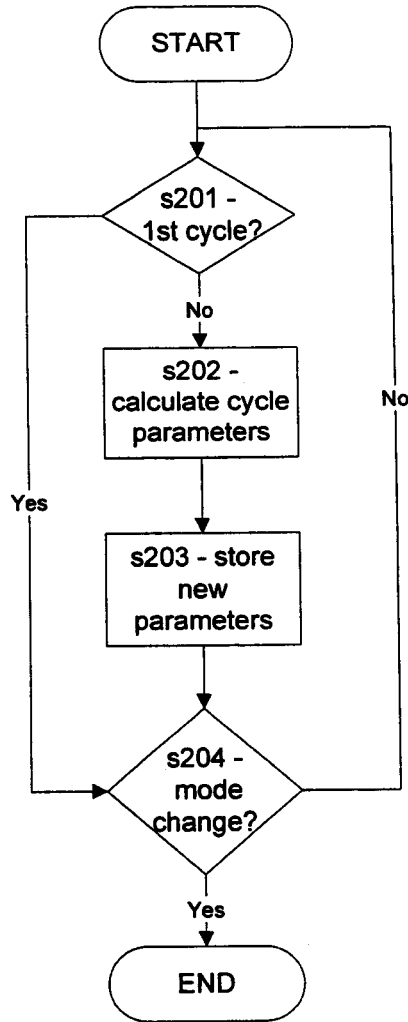 START
s201 -
1st cycle?
No
s202 -
calculate cycle
parameters
No
Yes
s203 - store
new
parameters
s204 -
mode
change?
Yes
END